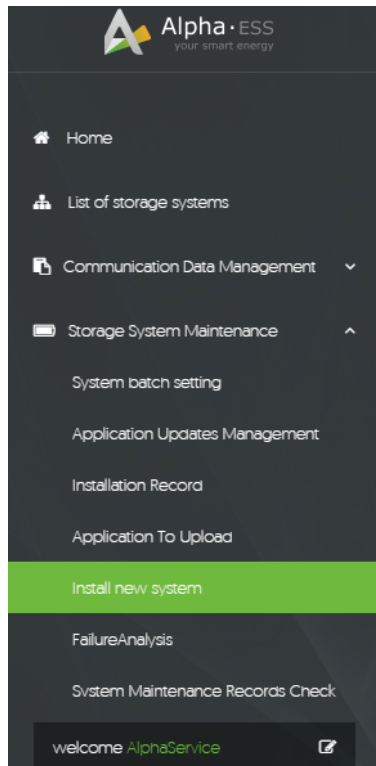 Alpha·ESS
your smart energy
Home
List of storage systems
Communication Data Management
Storage System Maintenance
System batch setting
Application Updates Management
Installation Record
Application To Upload
Install new system
FailureAnalysis
System Maintenance Records Check
welcome AlphaService